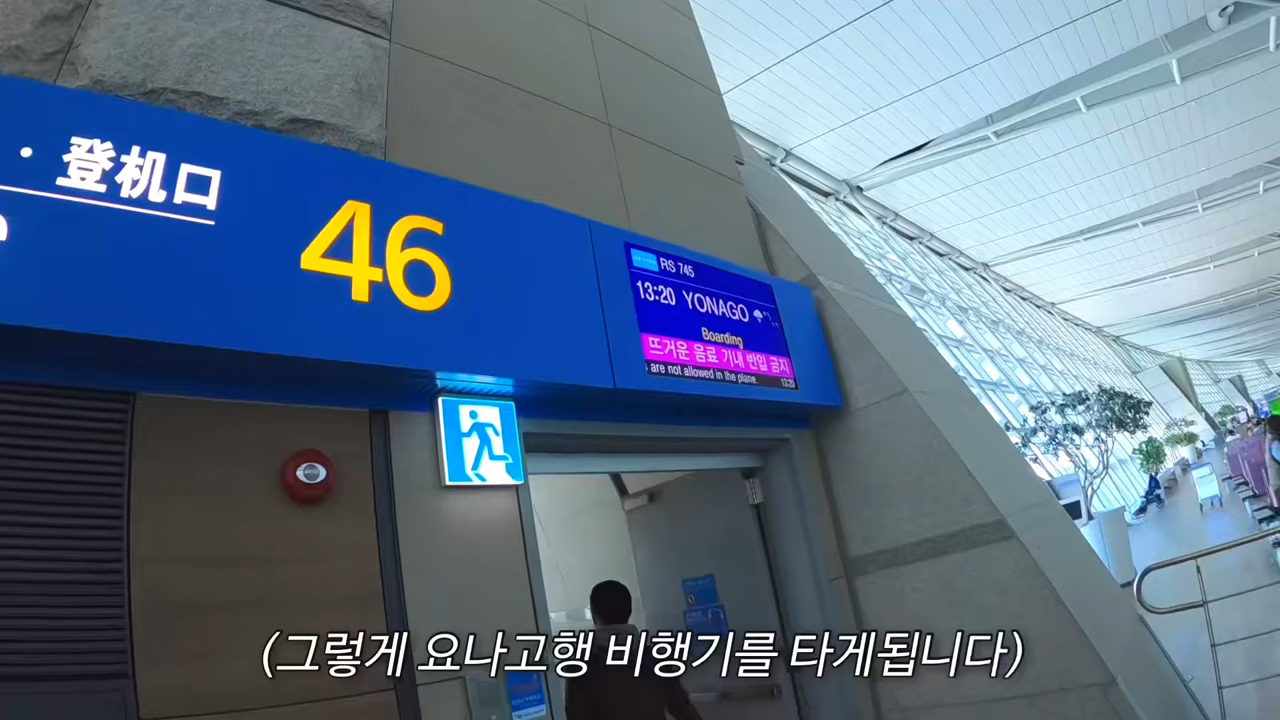 · 登机口
46
RS 745
13:20 YONAGO
Boarding
뜨거운 음료 기내 반입 금지
are not allowed in the plane.
13:20
(그렇게 요나고행 비행기를 타게됩니다)